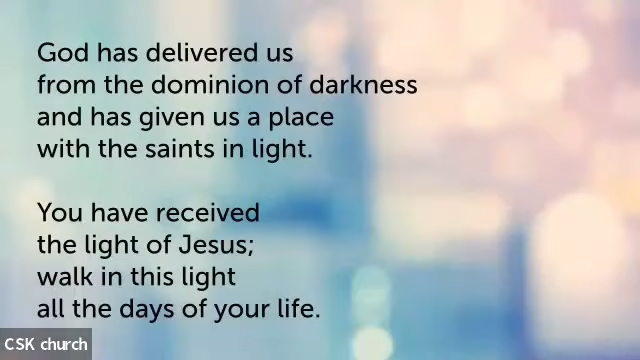 God has delivered us
from the dominion of darkness
and has given us a place
with the saints in light.
You have received
the light of Jesus;
walk in this light
all the days of your life.
CSK church